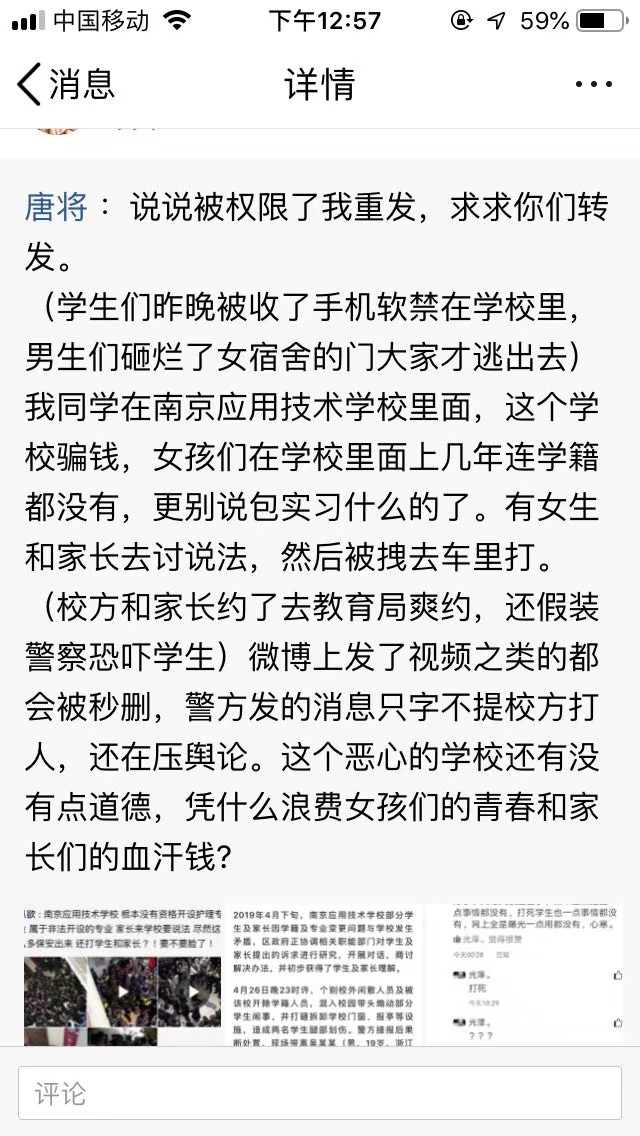 中国移动 下午12:57 59%
消息 详情
唐将：说说被权限了我重发，求求你们转
发。
（学生们昨晚被收了手机软禁在学校里，
男生们砸烂了女宿舍的门大家才逃出去）
我同学在南京应用技术学校里面，这个学
校骗钱，女孩们在学校里面上几年连学籍
都没有，更别说包实习什么的了。有女生
和家长去讨说法，然后被拽去车里打。
（校方和家长约了去教育局爽约，还假装
警察恐吓学生）微博上发了视频之类的都
会被秒删，警方发的消息只字不提校方打
人，还在压舆论。这个恶心的学校还有没
有点道德，凭什么浪费女孩们的青春和家
长们的血汗钱?
欲：南京应用技术学校 根本没有资格开设护理专
属于非法开设的专业 家长来学校要说法 尽然这
多保安出来 还打学生和家长？！要不要脸了！
2019年4月下旬，南京应用技术学校部分学
生及家长因学籍及专业变更问题与学校发生
矛盾，区政府正协调相关职能部门对学生及
家长提出的诉求进行研究，开展对话，商讨
解决办法，并初步获得了学生及家长理解。
4月26日晚23时许，个别校外闲散人员及被
该校开除学籍人员，混入校园带头煽动部分
学生闹事，并打砸拆卸学校门窗、报亭等设
施，造成两名学生腿部划伤。警方接报后果
断处置，现场带离吴某某（男，19岁，浙江
点事情都没有，打死学生也一点事情都没没
有，网上全是曝光一点用都没有，心寒。
光泽。觉得很赞
今天00:28 回复
光泽。
打死
今天10:29
光泽。
？？？
评论